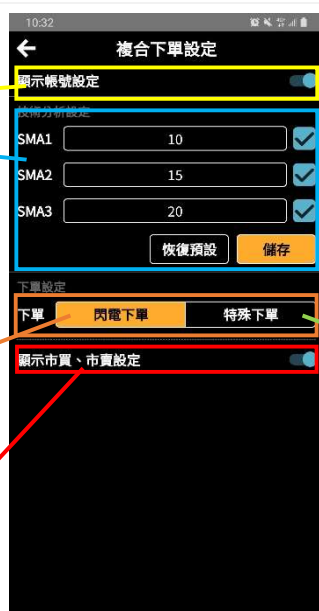 10:32
複合下單設定
顯示帳號設定
技術分析設定
SMA1 10
SMA2 15
SMA3 20
恢復預設 儲存
下單設定
下單 閃電下單 特殊下單
顯示市買、市賣設定